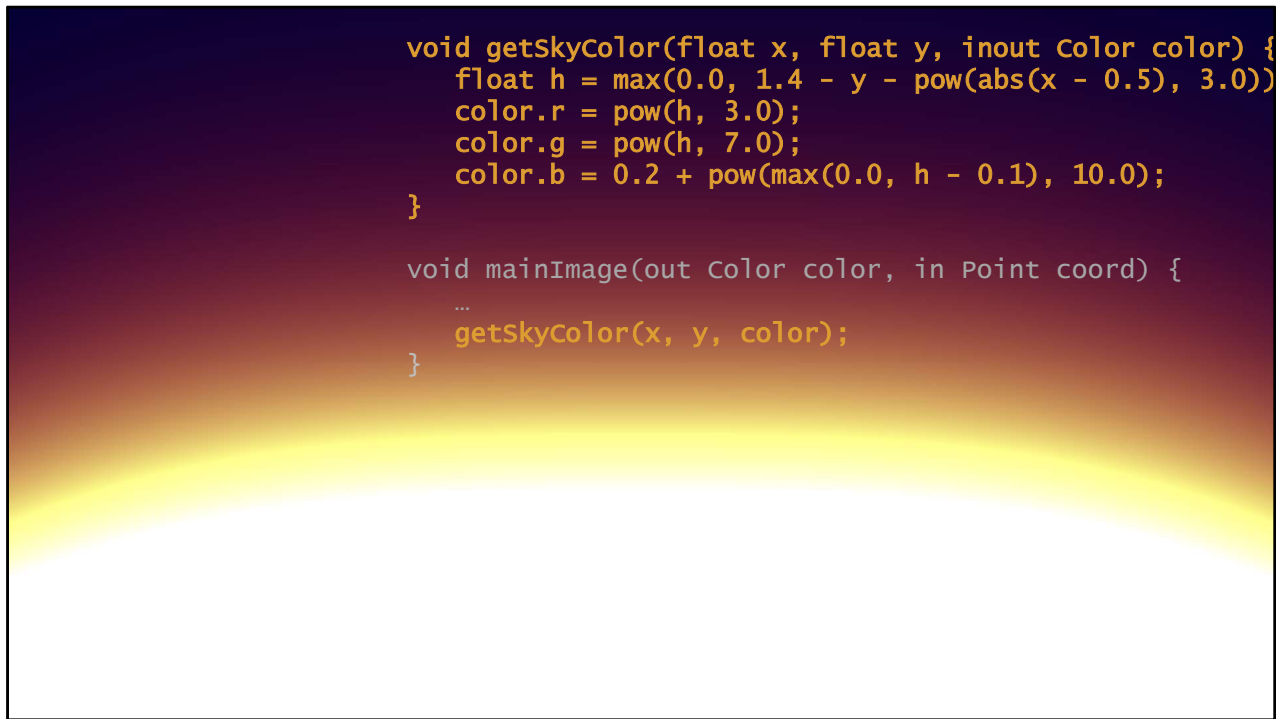 void getSkyColor(float x, float y, inout Color color) {
float h = max(0.0, 1.4 - y - pow(abs(x - 0.5), 3.0))
color.r = pow(h, 3.0);
color.g = pow(h, 7.0);
color.b = 0.2 + pow(max(0.0, h - 0.1), 10.0);
}
void mainImage(out Color color, in Point coord) {
…
getSkyColor(x, y, color);
}